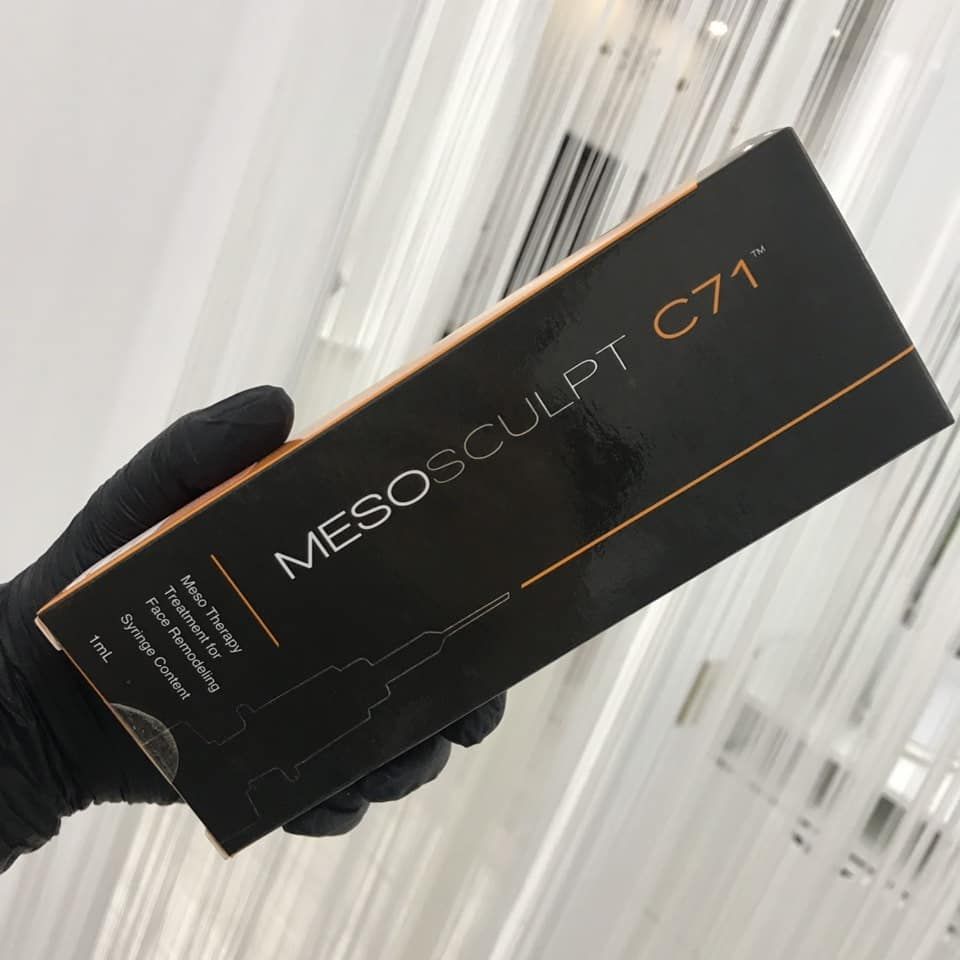 MESOSCULPT C71™
Meso Therapy
Treatment for
Face Remodeling
Syringe Content
1mL